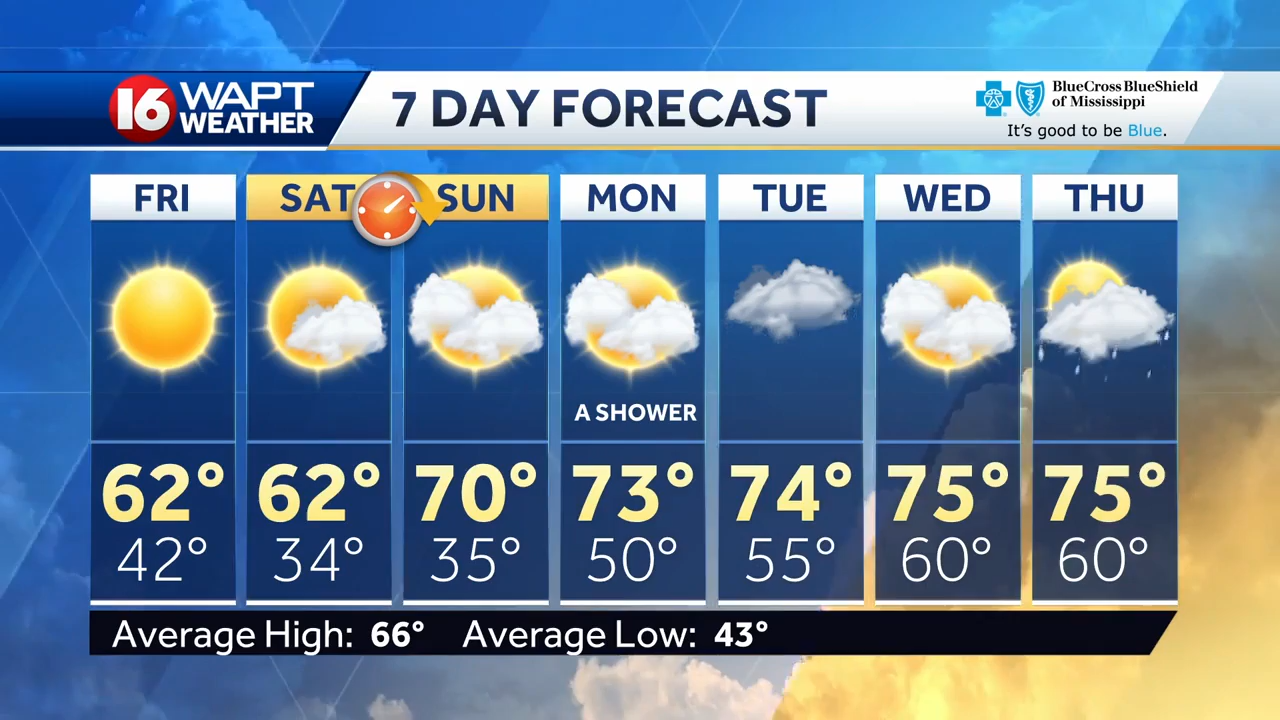 16 WAPT
WEATHER
7 DAY FORECAST
BlueCross BlueShield
of Mississippi
It's good to be Blue.
FRI SAT SUN MON TUE WED THU
A SHOWER
62° 62° 70° 73° 74° 75° 75°
42° 34° 35° 50° 55° 60° 60°
Average High: 66° Average Low: 43°